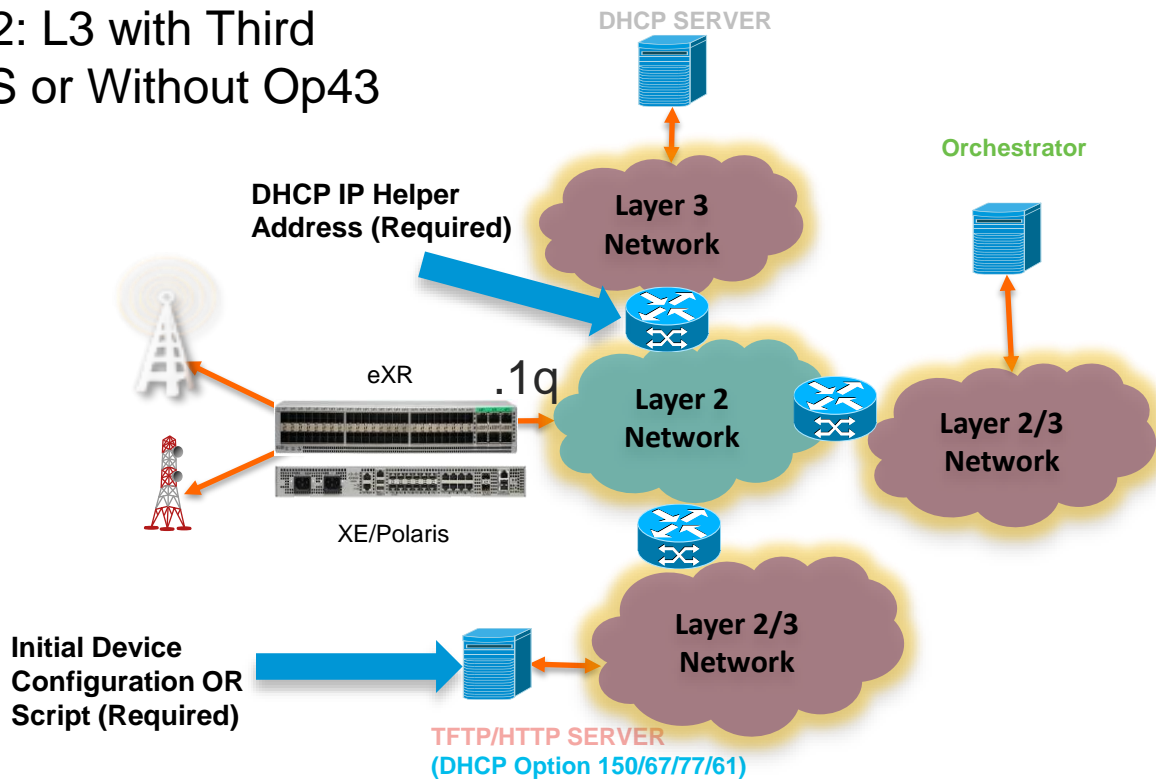 2: L3 with Third
S or Without Op43
DHCP SERVER
Orchestrator
DHCP IP Helper
Address (Required)
Layer 3
Network
eXR
.1q
Layer 2
Network
Layer 2/3
Network
XE/Polaris
Layer 2/3
Network
Initial Device
Configuration OR
Script (Required)
TFTP/HTTP SERVER
(DHCP Option 150/67/77/61)